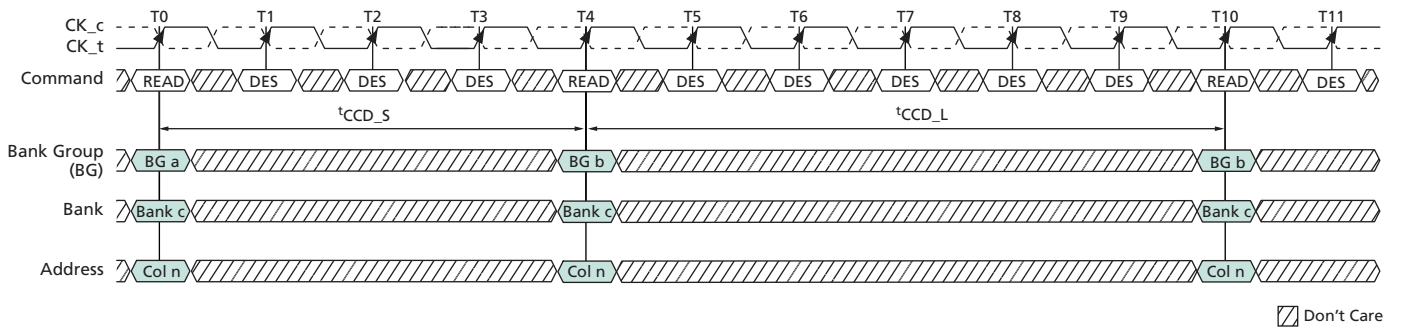 T0 T1 T2 T3 T4 T5 T6 T7 T8 T9 T10 T11
CK_c
CK_t
Command READ DES DES DES READ DES DES DES DES DES READ DES
tCCD_S tCCD_L
Bank Group (BG) BG a BG b BG b
Bank Bank c Bank c Bank c
Address Col n Col n Col n
Don't Care